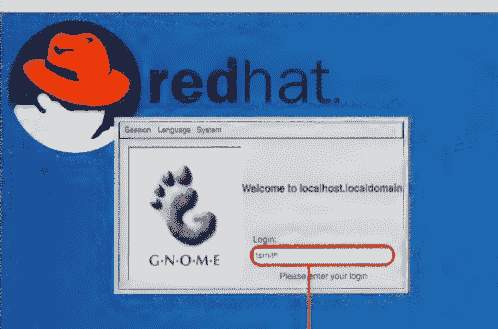 redhat.
Session Language System
Welcome to localhost.localdomain
Login:
G·N·O·M·E
Please enter your login